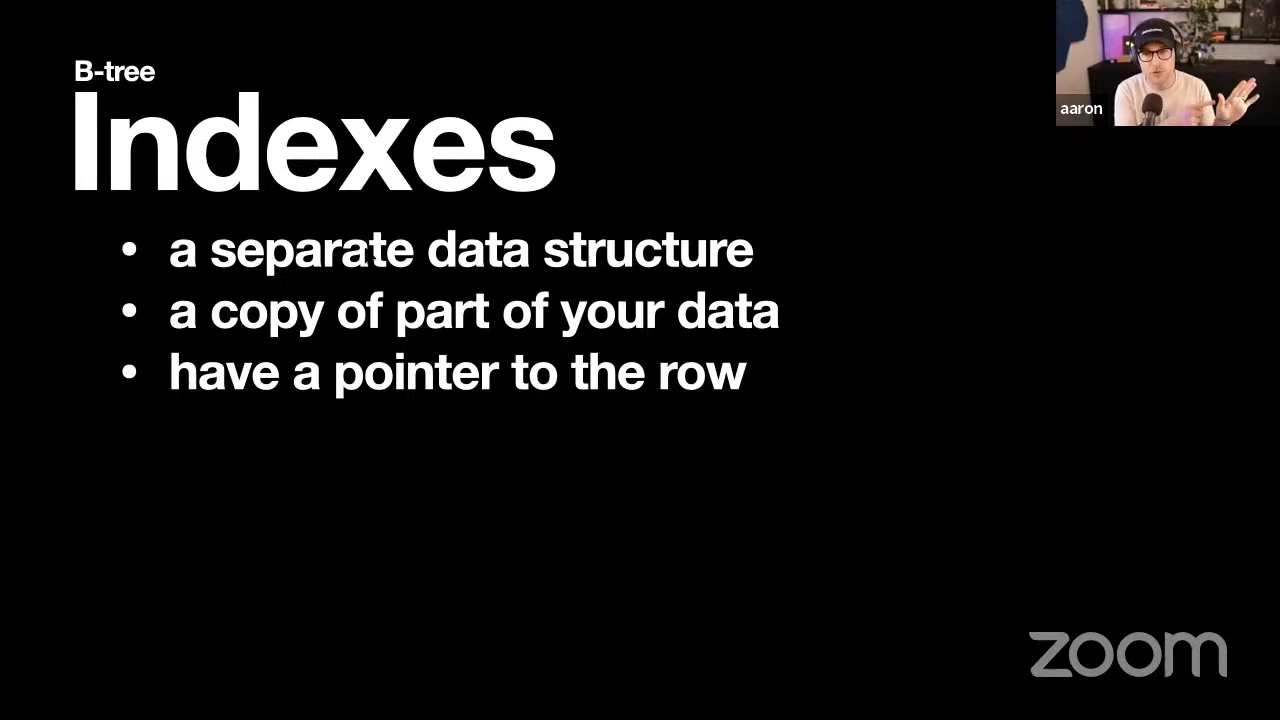 B-tree
Indexes
• a separate data structure
• a copy of part of your data
• have a pointer to the row
aaron
zoom